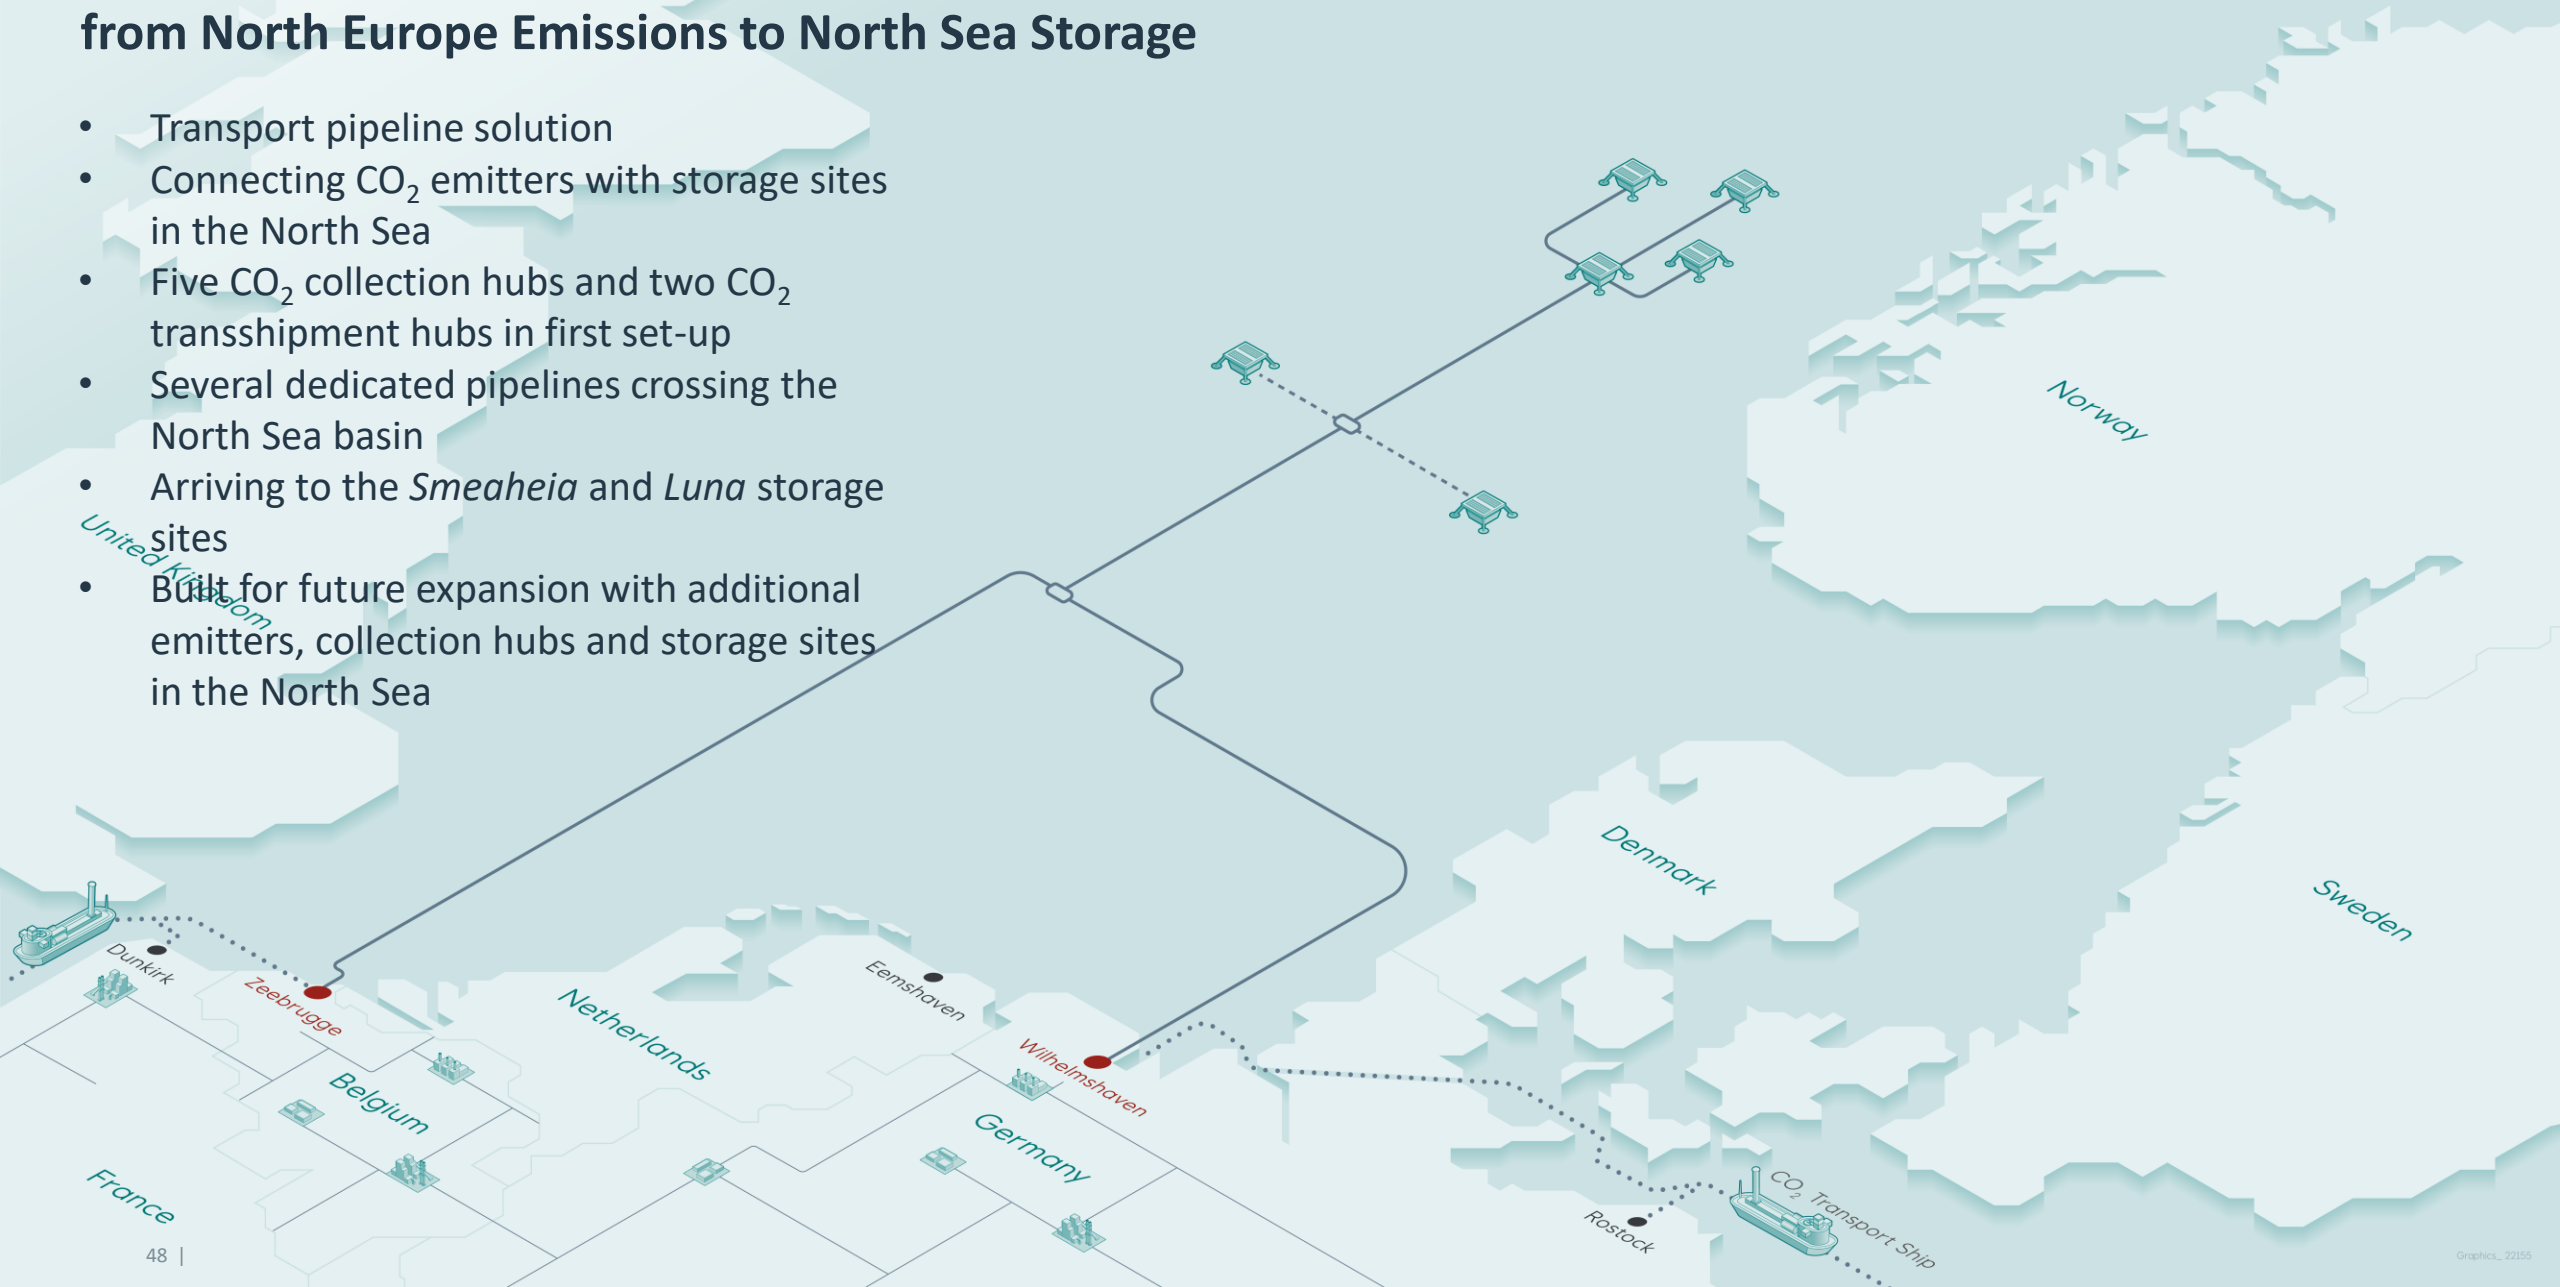 from North Europe Emissions to North Sea Storage
• Transport pipeline solution
• Connecting CO₂ emitters with storage sites
in the North Sea
• Five CO₂ collection hubs and two CO₂
transshipment hubs in first set-up
• Several dedicated pipelines crossing the
North Sea basin
• Arriving to the Smeaheia and Luna storage
sites
• Built for future expansion with additional
emitters, collection hubs and storage sites
in the North Sea
United Kingdom
Norway
Denmark
Sweden
Dunkirk
Zeebrugge
Netherlands
Eemshaven
Wilhelmshaven
Belgium
Germany
France
Rostock
CO₂ Transport Ship
48 |
Graphics_ 22155